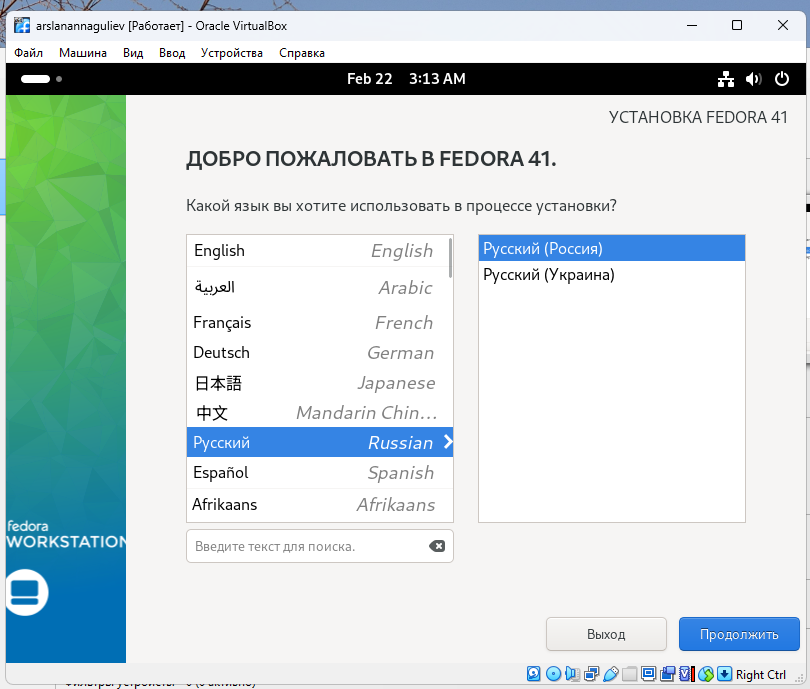 arslanannaguliev [Работает] - Oracle VirtualBox
Файл Машина Вид Ввод Устройства Справка
Feb 22 3:13 AM
УСТАНОВКА FEDORA 41
ДОБРО ПОЖАЛОВАТЬ В FEDORA 41.
Какой язык вы хотите использовать в процессе установки?
English English
العربية Arabic
Français French
Deutsch German
日本語 Japanese
中文 Mandarin Chin...
Русский Russian
Español Spanish
Afrikaans Afrikaans
Русский (Россия)
Русский (Украина)
Введите текст для поиска.
fedora
WORKSTATION
Выход Продолжить
Right Ctrl